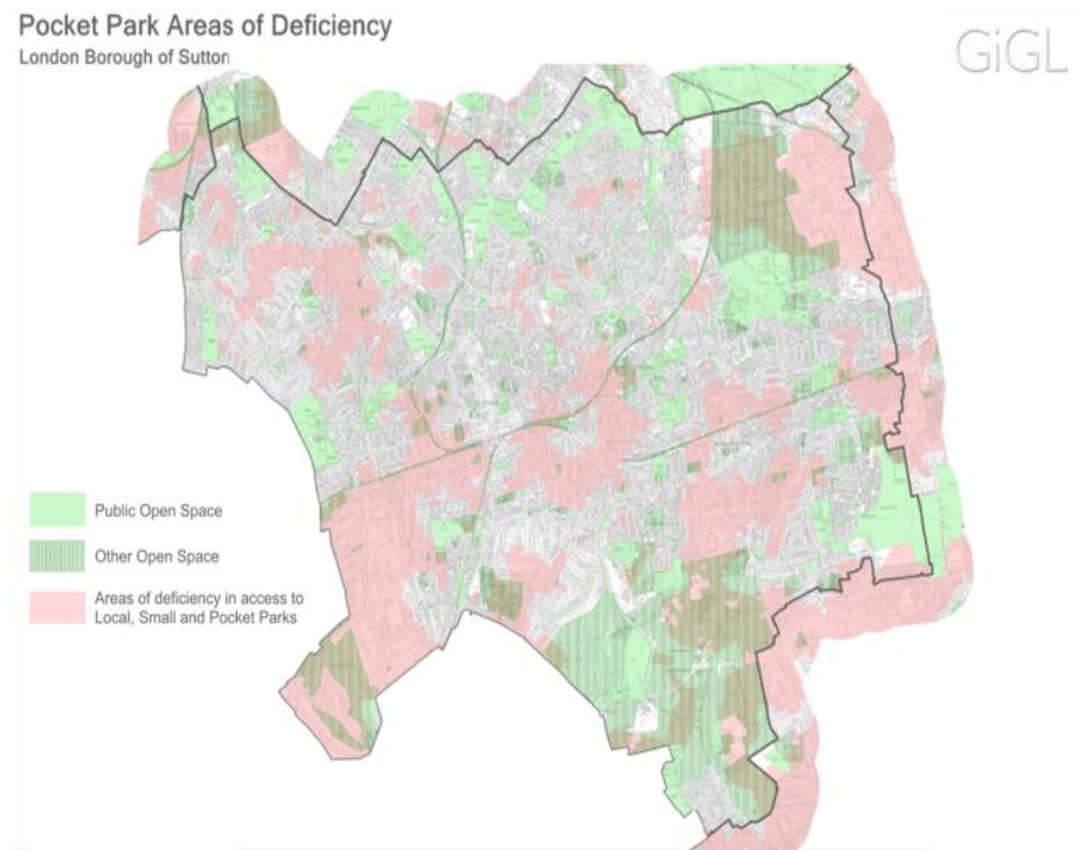 Pocket Park Areas of Deficiency
London Borough of Sutton
GiGL
Public Open Space
Other Open Space
Areas of deficiency in access to
Local, Small and Pocket Parks